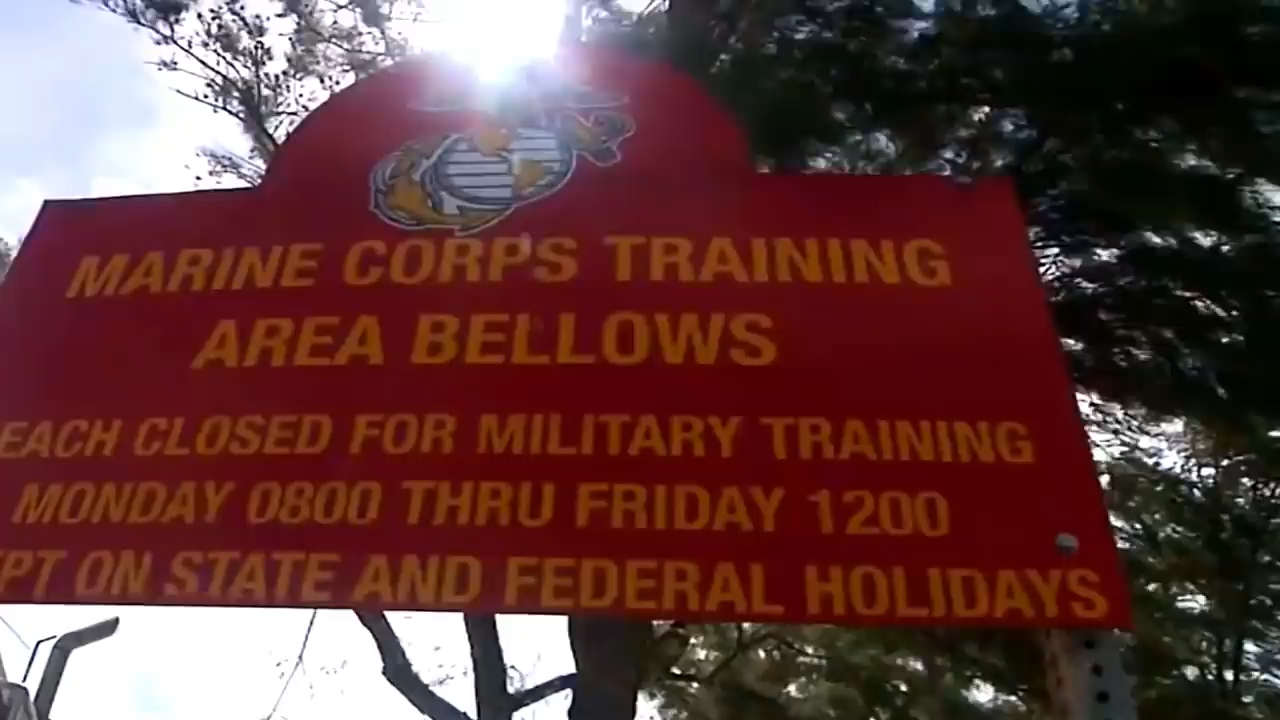 MARINE CORPS TRAINING
AREA BELLOWS
EACH CLOSED FOR MILITARY TRAINING
MONDAY 0800 THRU FRIDAY 1200
PT ON STATE AND FEDERAL HOLIDAYS